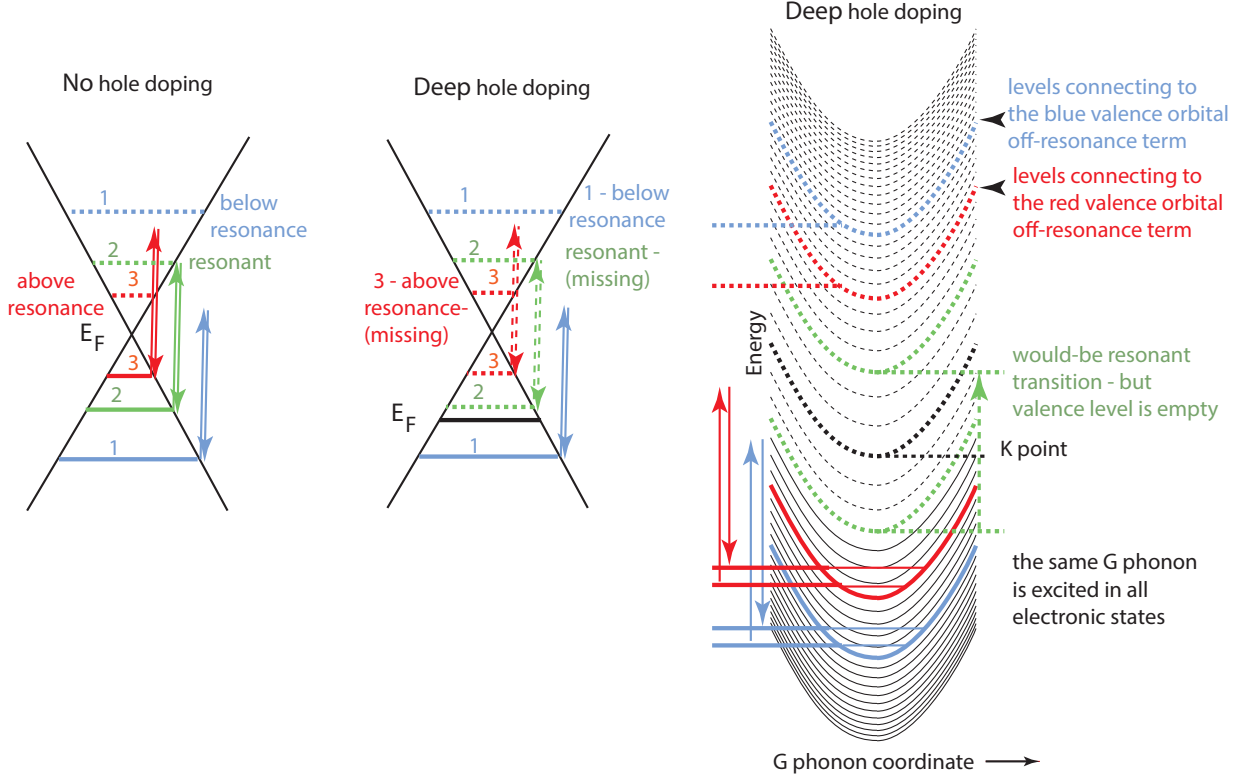 No hole doping
1
below
resonance
2
resonant
3
above
resonance
E_F
3
2
1
Deep hole doping
1
1 - below
resonance
2
resonant -
(missing)
3
3 - above
resonance-
(missing)
3
2
E_F
1
Deep hole doping
levels connecting to
the blue valence orbital
off-resonance term
levels connecting to
the red valence orbital
off-resonance term
Energy
would-be resonant
transition - but
valence level is empty
K point
the same G phonon
is excited in all
electronic states
G phonon coordinate